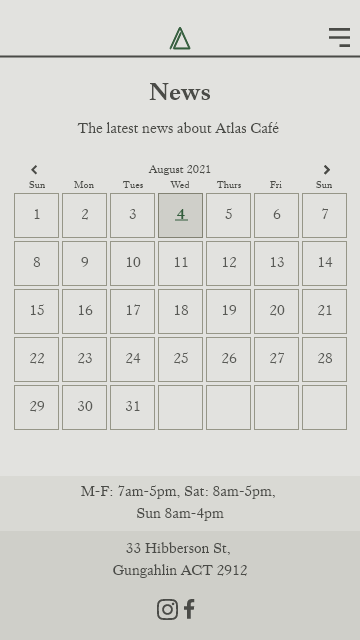 News
The latest news about Atlas Café
August 2021
Sun Mon Tues Wed Thurs Fri Sun
1 2 3 4 5 6 7
8 9 10 11 12 13 14
15 16 17 18 19 20 21
22 23 24 25 26 27 28
29 30 31
M-F: 7am-5pm, Sat: 8am-5pm,
Sun 8am-4pm
33 Hibberson St,
Gungahlin ACT 2912